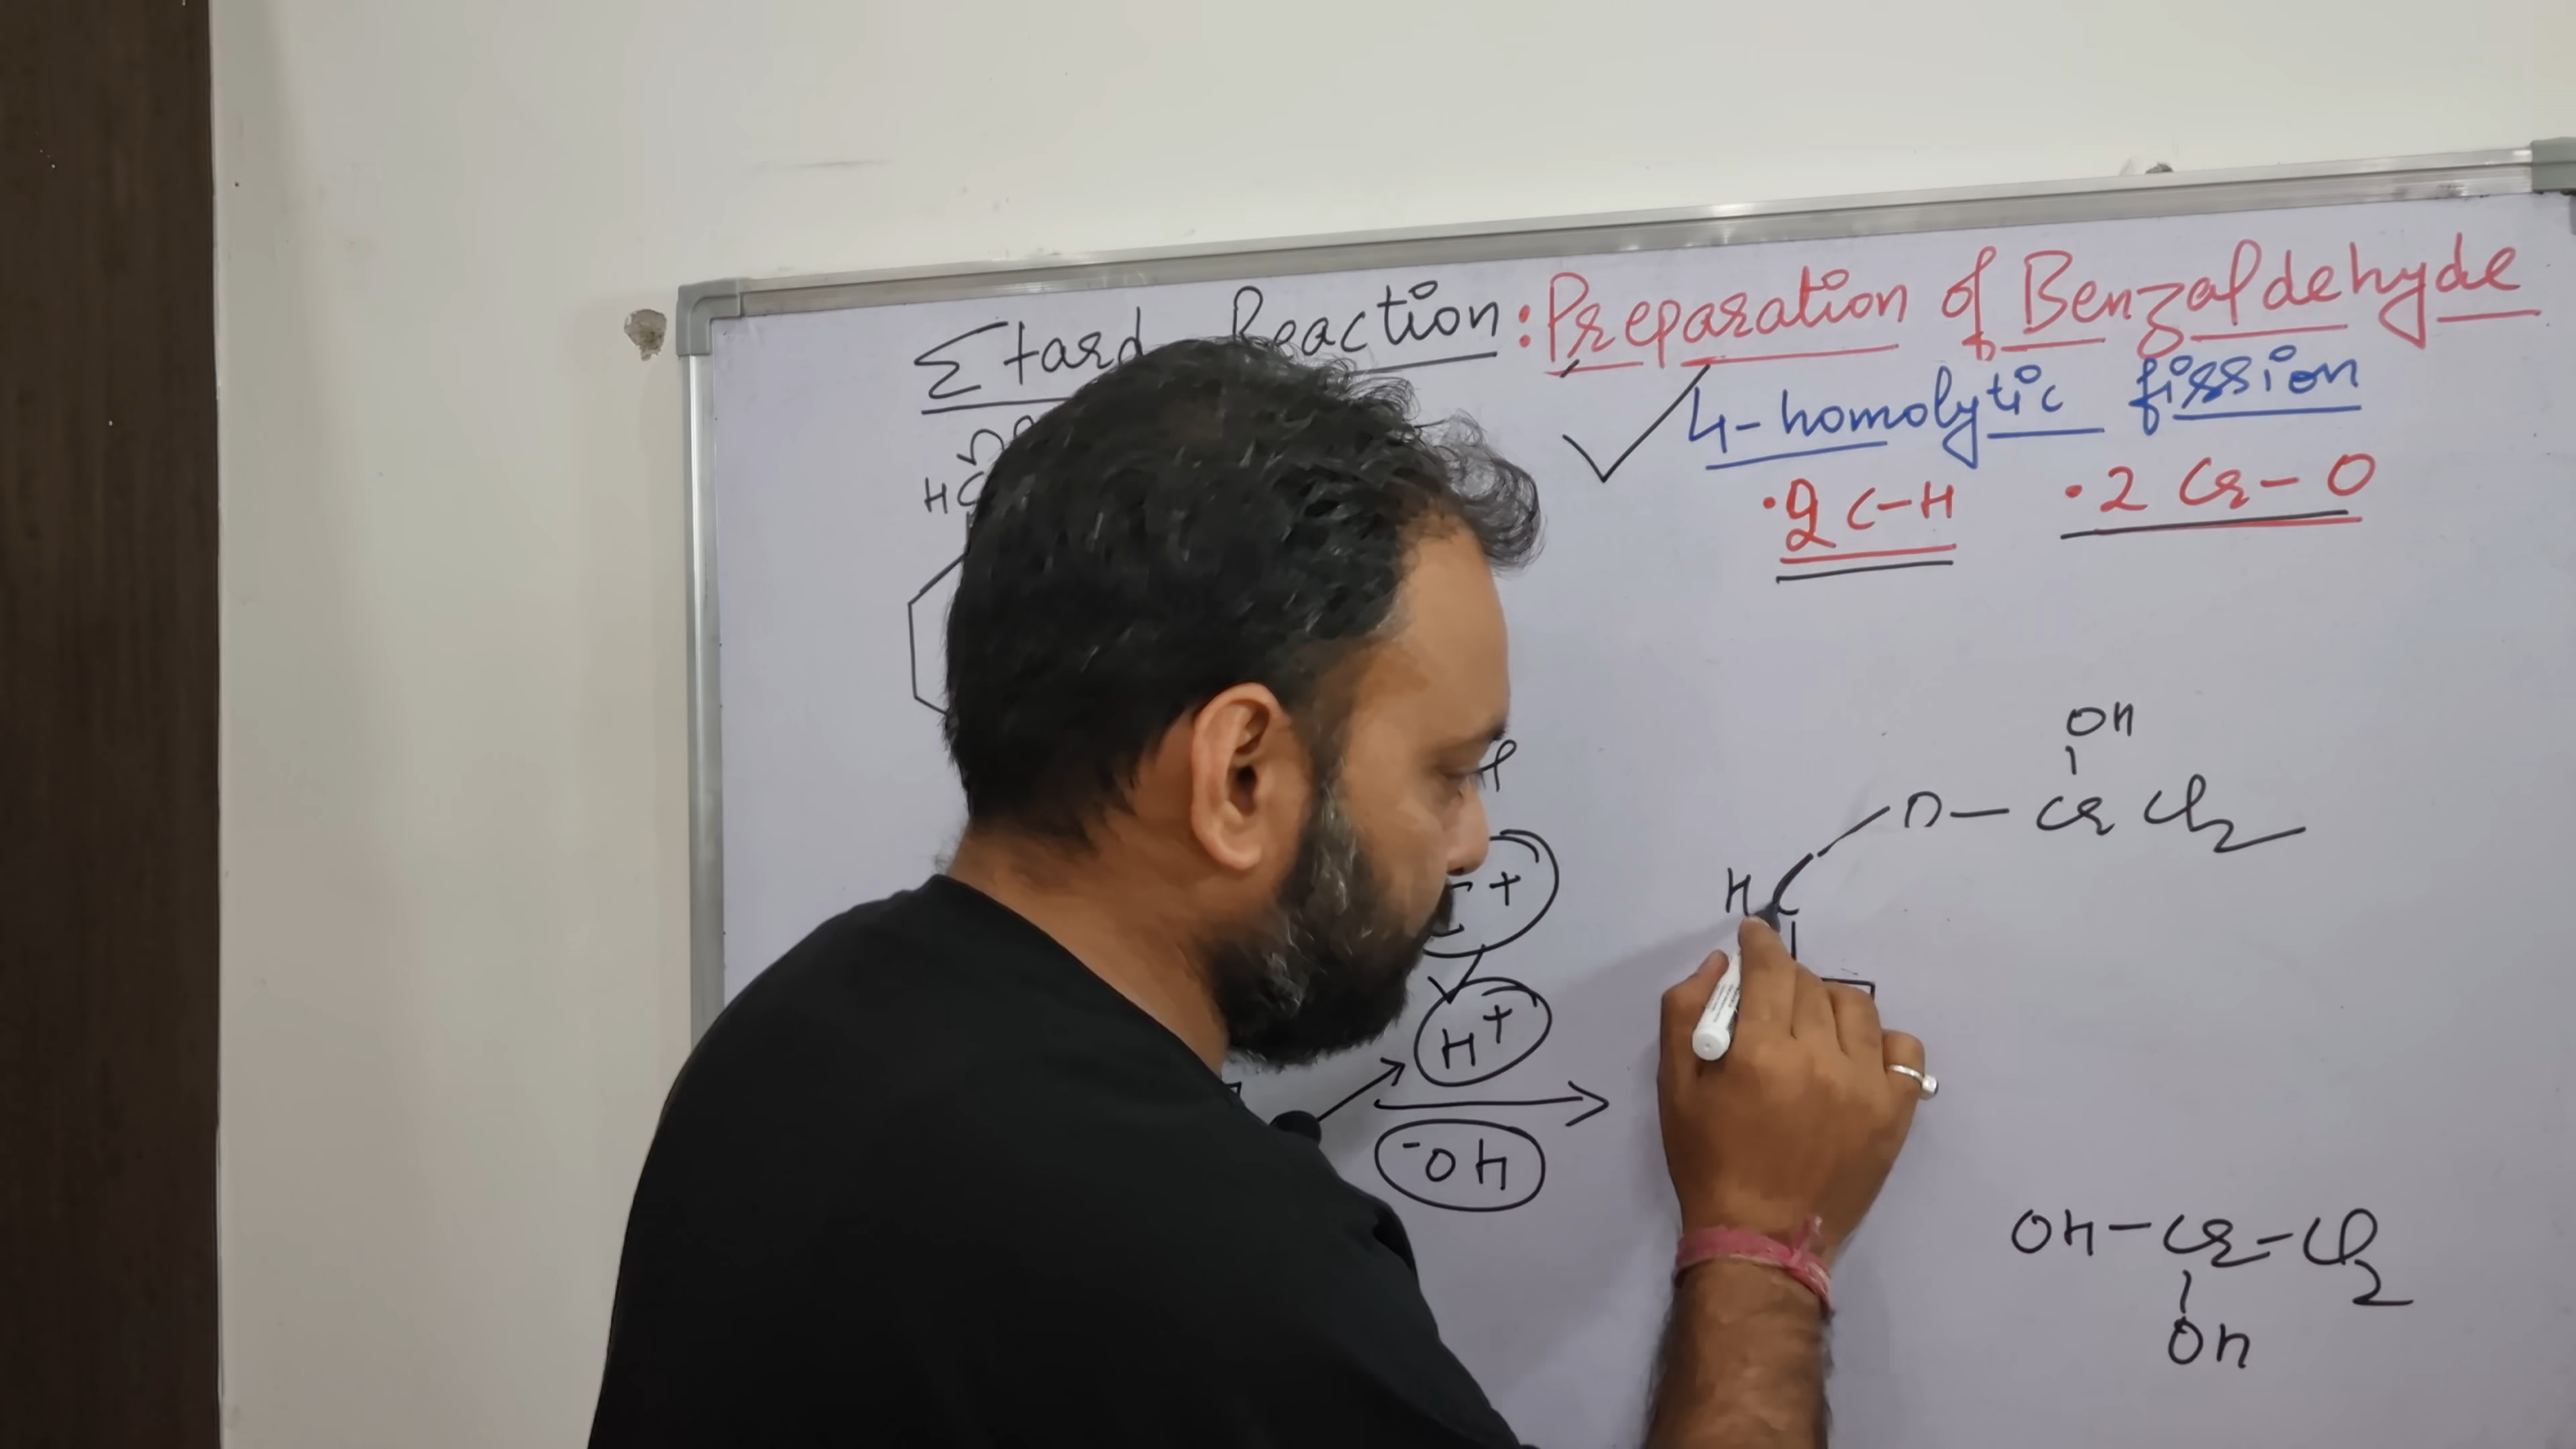 Etard Reaction : Preparation of Benzaldehyde
4-homolytic fission
• 2 C-H • 2 Cr-O
OH
O - Cr Cl2
HC
H+
-OH
OH - Cr - Cl2
OH